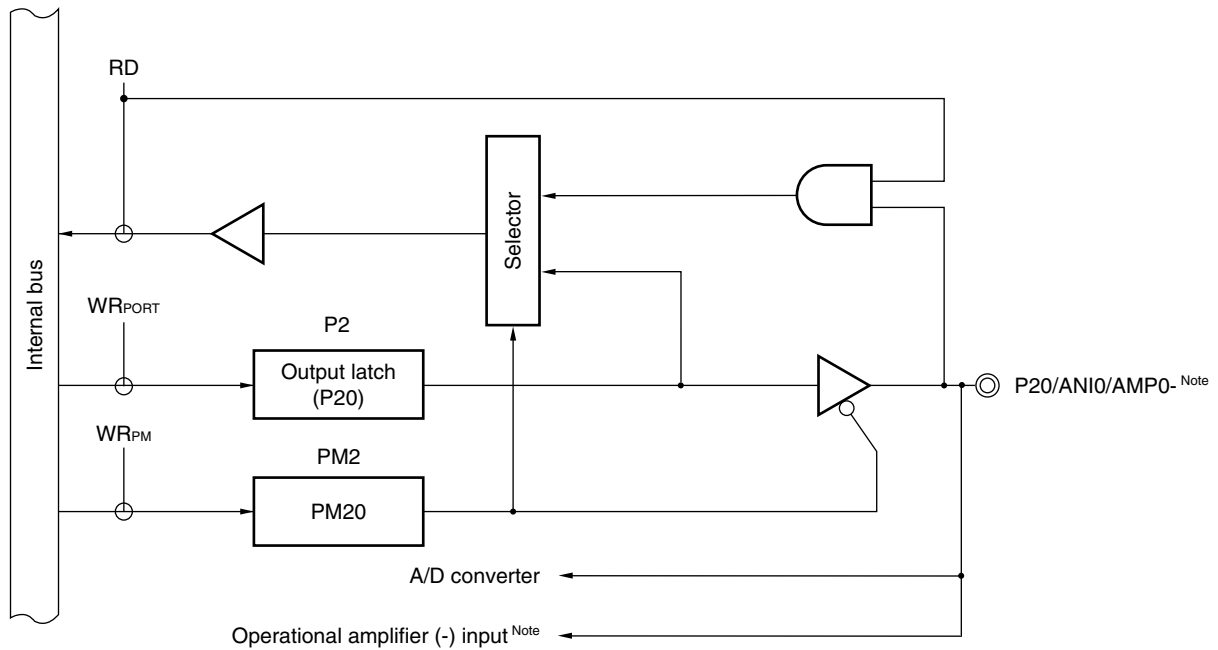 RD
Internal bus
Selector
WRPORT
P2
Output latch
(P20)
P20/ANI0/AMP0- Note
WRPM
PM2
PM20
A/D converter
Operational amplifier (-) input Note